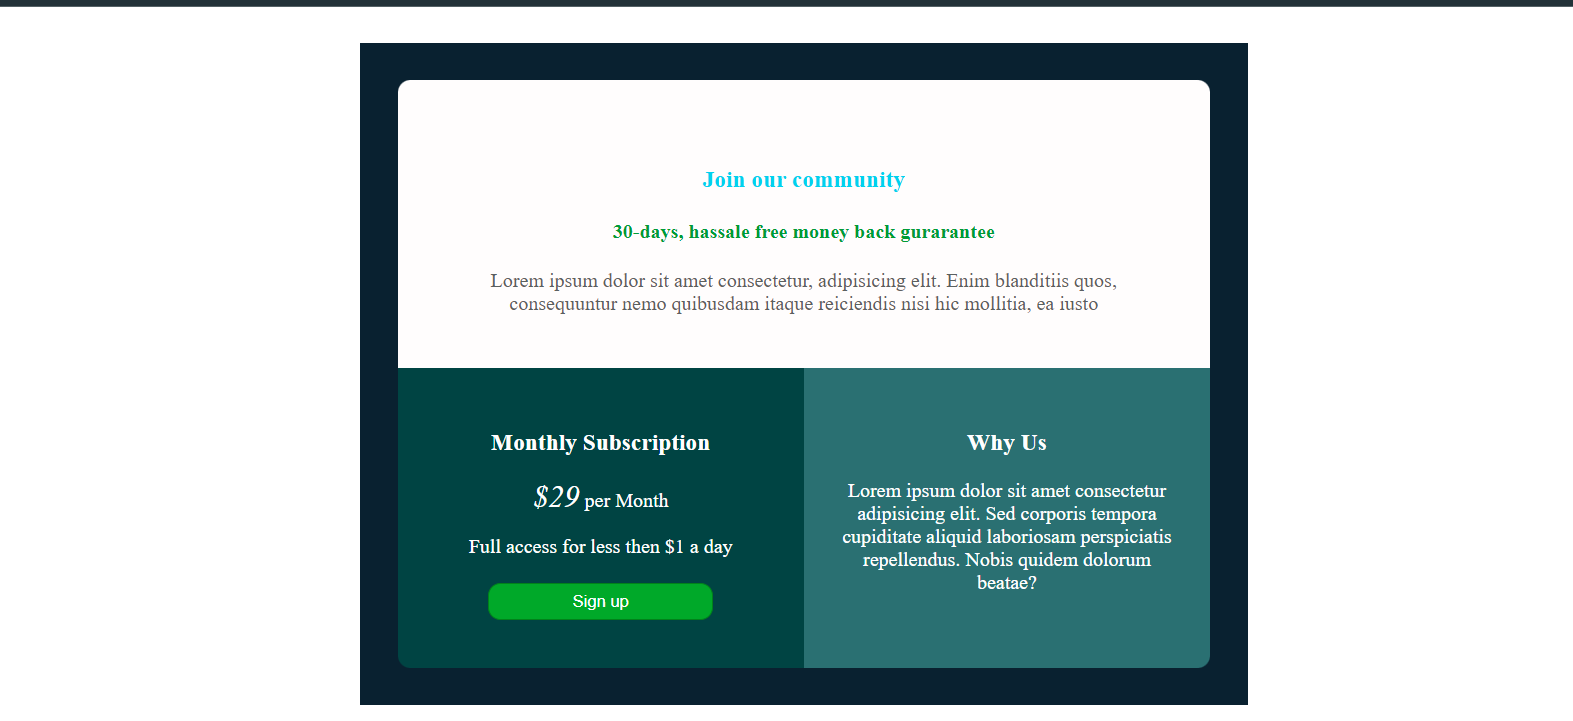 Join our community
30-days, hassale free money back gurarantee
Lorem ipsum dolor sit amet consectetur, adipisicing elit. Enim blanditiis quos,
consequuntur nemo quibusdam itaque reiciendis nisi hic mollitia, ea iusto
Monthly Subscription
$29 per Month
Full access for less then $1 a day
Sign up
Why Us
Lorem ipsum dolor sit amet consectetur
adipisicing elit. Sed corporis tempora
cupiditate aliquid laboriosam perspiciatis
repellendus. Nobis quidem dolorum
beatae?